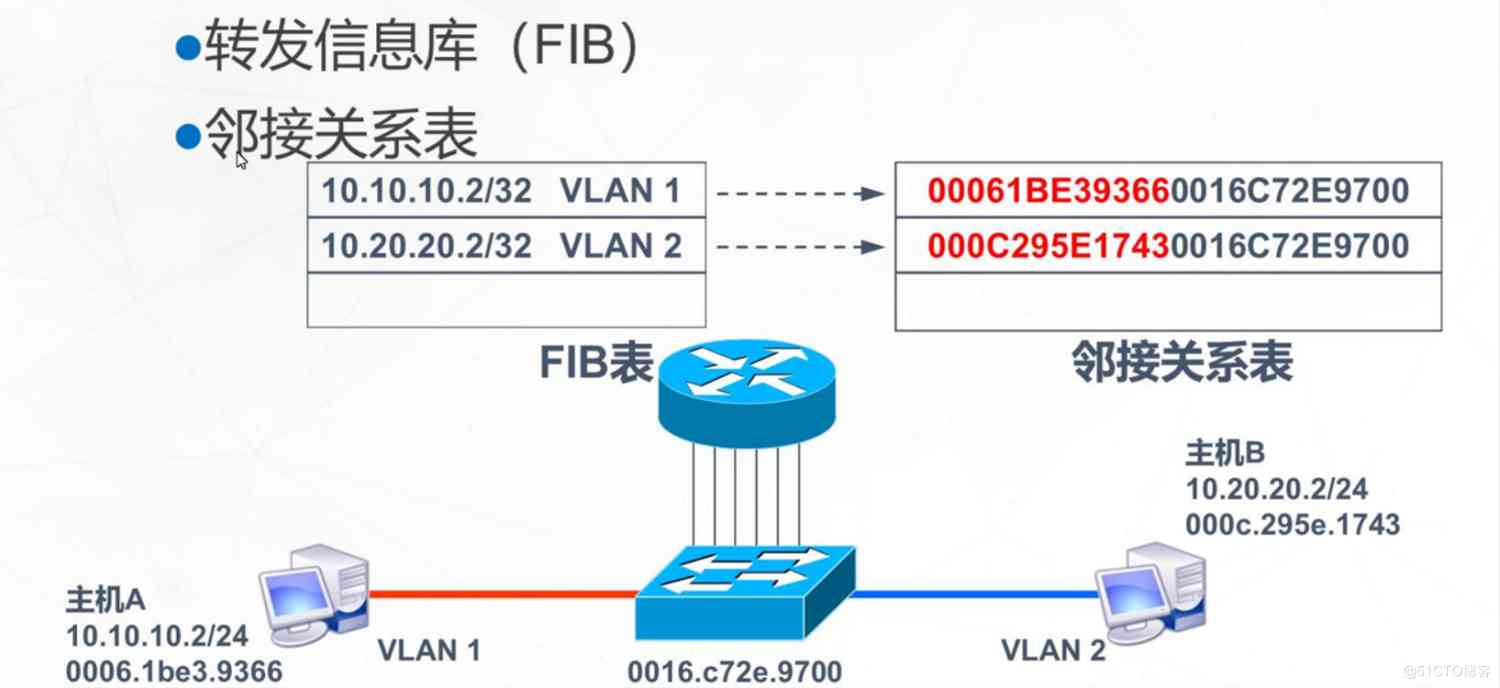 ●转发信息库（FIB）
●邻接关系表
10.10.10.2/32 VLAN 1
00061BE393660016C72E9700
10.20.20.2/32 VLAN 2
000C295E17430016C72E9700
FIB表
邻接关系表
主机B
10.20.20.2/24
000c.295e.1743
主机A
10.10.10.2/24
0006.1be3.9366
VLAN 1
0016.c72e.9700
VLAN 2
@51CTO博客